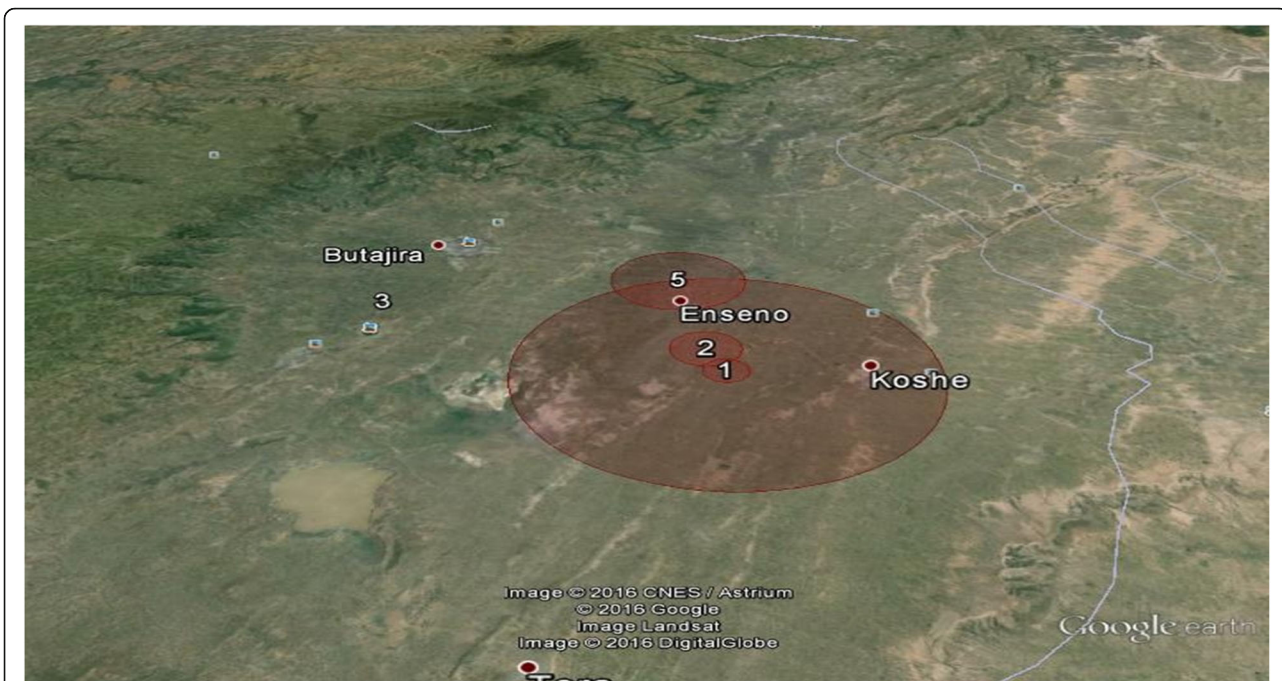 Butajira
3
5
Enseno
2
1
Koshe
Image © 2016 CNES / Astrium
© 2016 Google
Image Landsat
Image © 2016 DigitalGlobe
Google earth